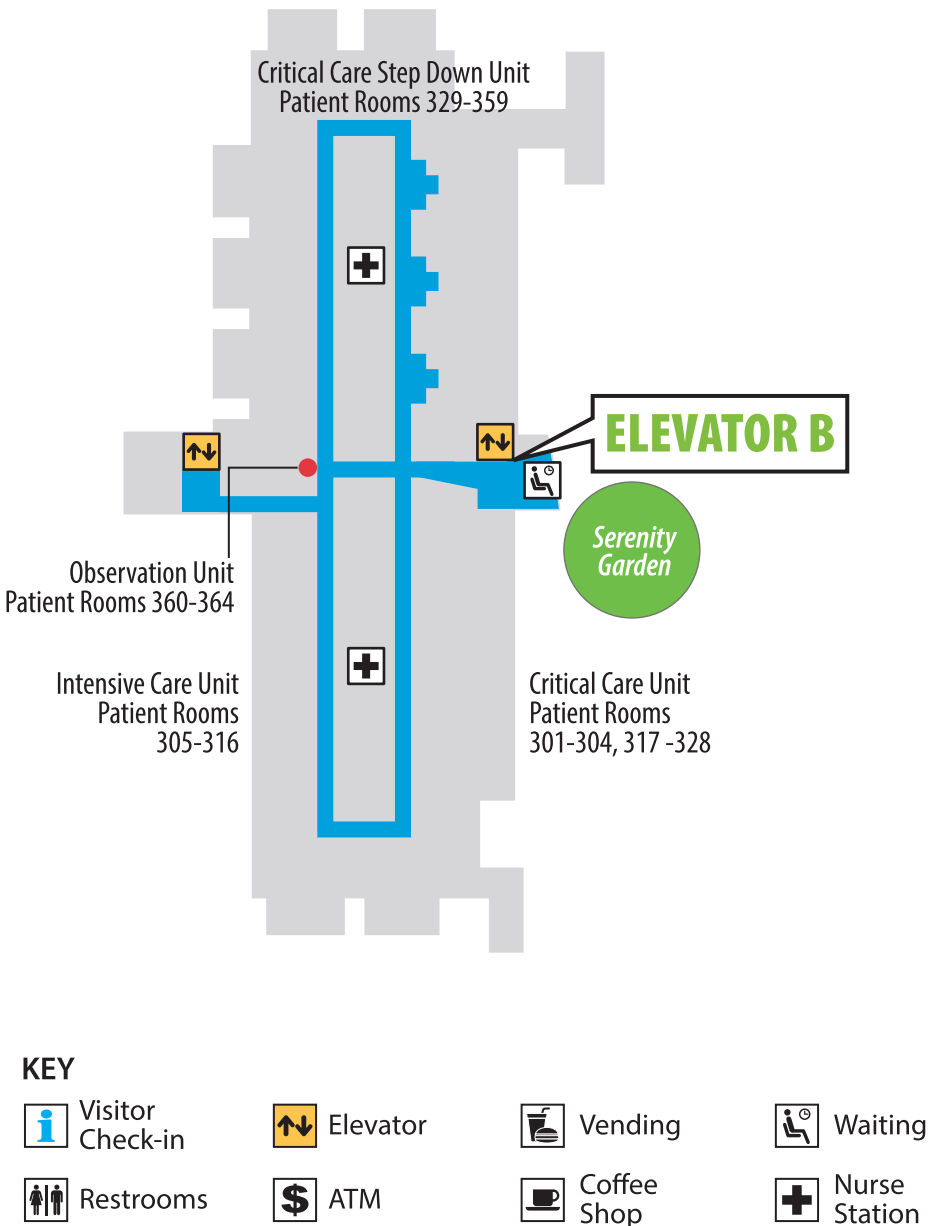 Critical Care Step Down Unit
Patient Rooms 329-359
ELEVATOR B
Serenity
Garden
Observation Unit
Patient Rooms 360-364
Intensive Care Unit
Patient Rooms
305-316
Critical Care Unit
Patient Rooms
301-304, 317 -328
KEY
Visitor
Check-in
Elevator
Vending
Waiting
Restrooms
$ ATM
Coffee
Shop
Nurse
Station